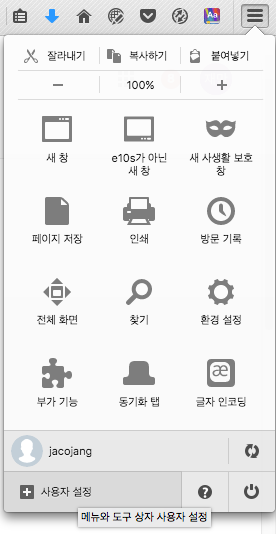 Aa
잘라내기 복사하기 붙여넣기
− 100% +
새 창 e10s가 아닌 새 사생활 보호
새 창 창
페이지 저장 인쇄 방문 기록
전체 화면 찾기 환경 설정
부가 기능 동기화 탭 글자 인코딩
æ
jacojang
사용자 설정 ?
메뉴와 도구 상자 사용자 설정